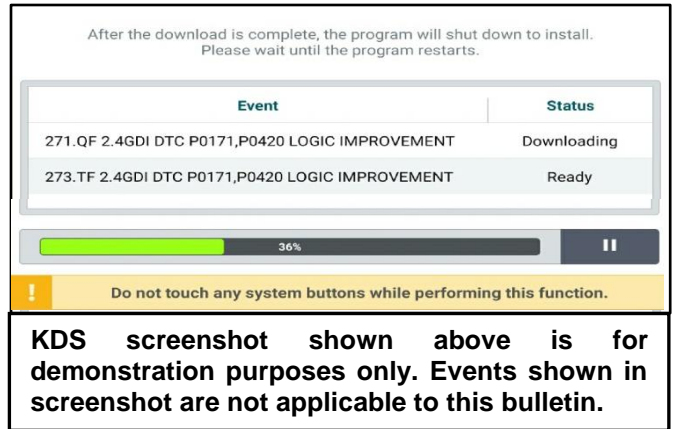 After the download is complete, the program will shut down to install.
Please wait until the program restarts.
Event Status
271.QF 2.4GDI DTC P0171,P0420 LOGIC IMPROVEMENT Downloading
273.TF 2.4GDI DTC P0171,P0420 LOGIC IMPROVEMENT Ready
36%
! Do not touch any system buttons while performing this function.
KDS screenshot shown above is for
demonstration purposes only. Events shown in
screenshot are not applicable to this bulletin.